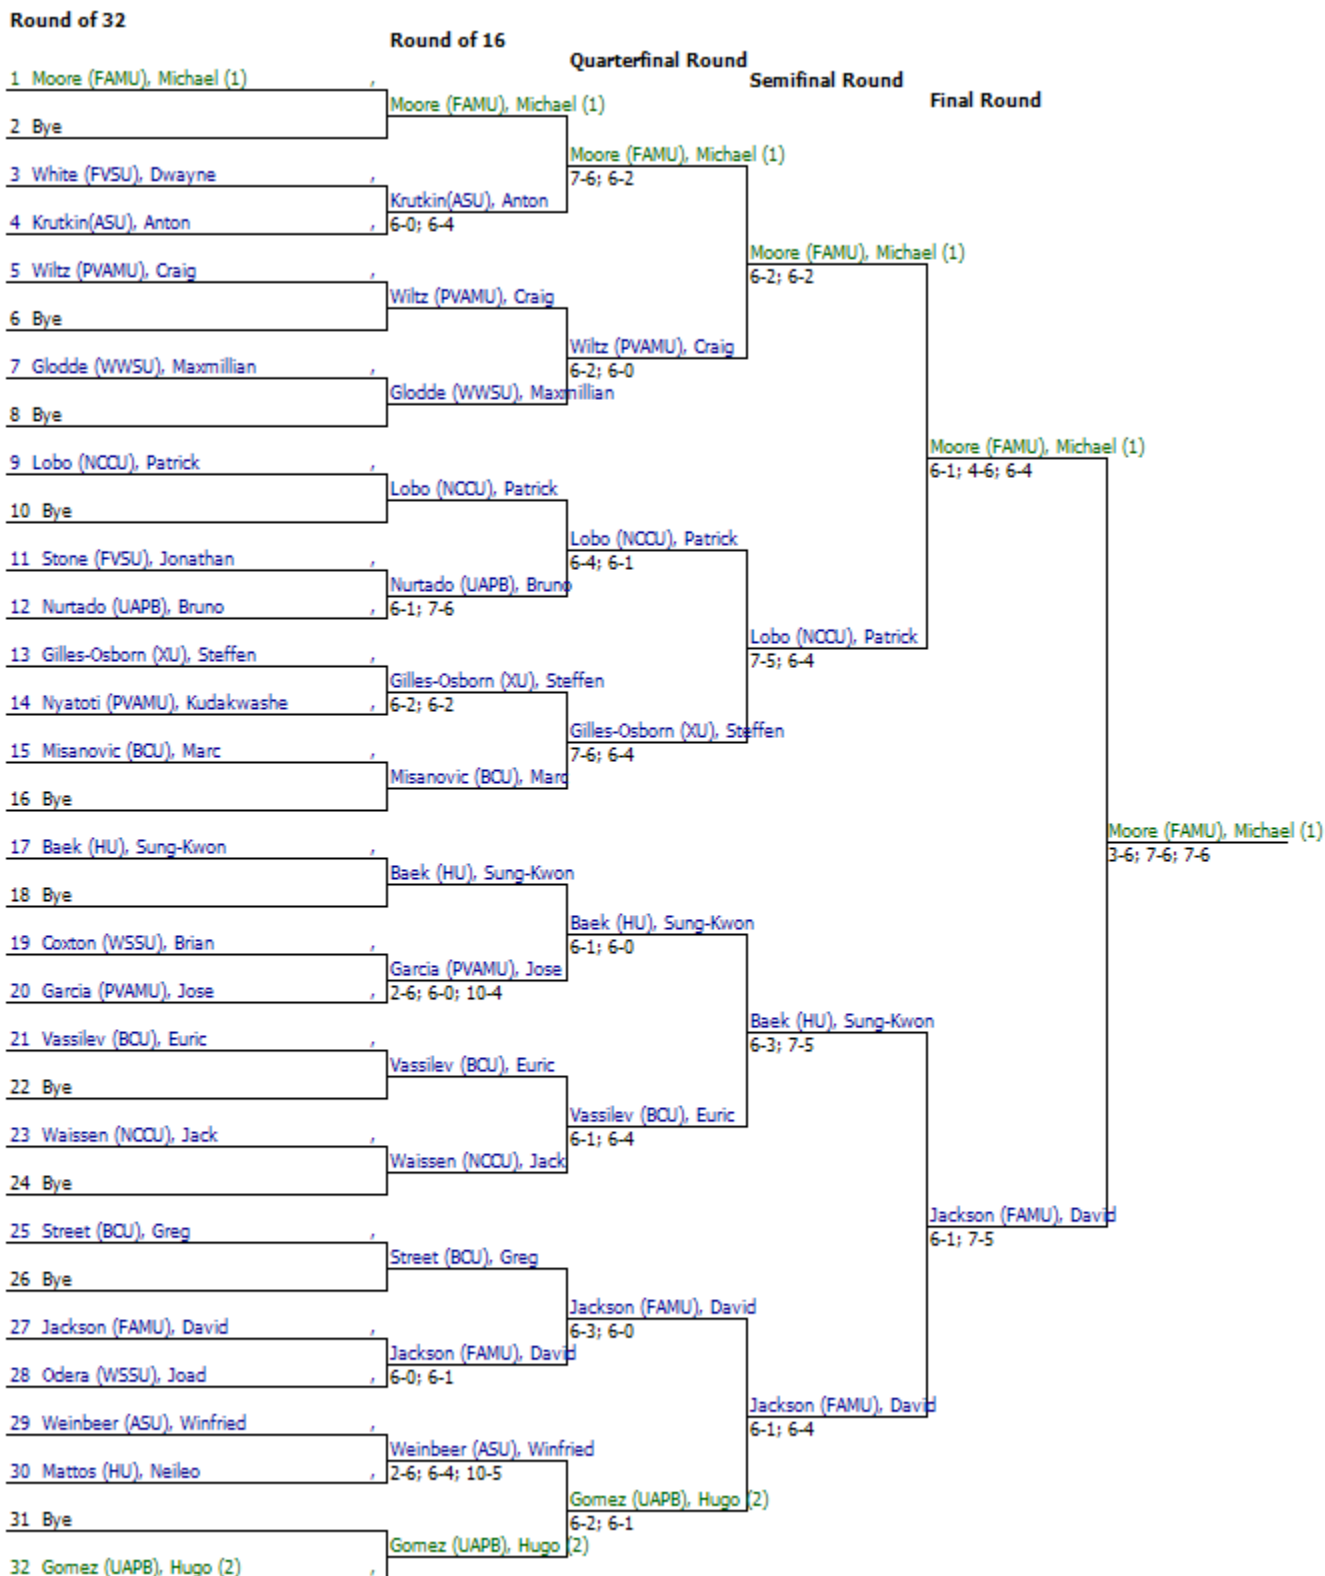 Round of 32
Round of 16
Quarterfinal Round
Semifinal Round
Final Round
1 Moore (FAMU), Michael (1) ,
2 Bye
3 White (FVSU), Dwayne ,
4 Krutkin(ASU), Anton ,
5 Wiltz (PVAMU), Craig ,
6 Bye
7 Glodde (WWSU), Maxmillian ,
8 Bye
9 Lobo (NCCU), Patrick ,
10 Bye
11 Stone (FVSU), Jonathan ,
12 Nurtado (UAPB), Bruno ,
13 Gilles-Osborn (XU), Steffen ,
14 Nyatoti (PVAMU), Kudakwashe ,
15 Misanovic (BCU), Marc ,
16 Bye
17 Baek (HU), Sung-Kwon ,
18 Bye
19 Coxton (WSSU), Brian ,
20 Garcia (PVAMU), Jose ,
21 Vassilev (BCU), Euric ,
22 Bye
23 Waissen (NCCU), Jack ,
24 Bye
25 Street (BCU), Greg ,
26 Bye
27 Jackson (FAMU), David ,
28 Odera (WSSU), Joad ,
29 Weinbeer (ASU), Winfried ,
30 Mattos (HU), Neileo ,
31 Bye
32 Gomez (UAPB), Hugo (2) ,
Moore (FAMU), Michael (1)
Krutkin(ASU), Anton
6-0; 6-4
Wiltz (PVAMU), Craig
Glodde (WWSU), Maxmillian
Lobo (NCCU), Patrick
Nurtado (UAPB), Bruno
6-1; 7-6
Gilles-Osborn (XU), Steffen
6-2; 6-2
Misanovic (BCU), Marc
Baek (HU), Sung-Kwon
Garcia (PVAMU), Jose
2-6; 6-0; 10-4
Vassilev (BCU), Euric
Waissen (NCCU), Jack
Street (BCU), Greg
Jackson (FAMU), David
6-0; 6-1
Weinbeer (ASU), Winfried
2-6; 6-4; 10-5
Gomez (UAPB), Hugo (2)
Moore (FAMU), Michael (1)
7-6; 6-2
Wiltz (PVAMU), Craig
6-2; 6-0
Lobo (NCCU), Patrick
6-4; 6-1
Gilles-Osborn (XU), Steffen
7-6; 6-4
Baek (HU), Sung-Kwon
6-1; 6-0
Vassilev (BCU), Euric
6-1; 6-4
Jackson (FAMU), David
6-3; 6-0
Gomez (UAPB), Hugo (2)
6-2; 6-1
Moore (FAMU), Michael (1)
6-2; 6-2
Lobo (NCCU), Patrick
7-5; 6-4
Baek (HU), Sung-Kwon
6-3; 7-5
Jackson (FAMU), David
6-1; 6-4
Moore (FAMU), Michael (1)
6-1; 4-6; 6-4
Jackson (FAMU), David
6-1; 7-5
Moore (FAMU), Michael (1)
3-6; 7-6; 7-6